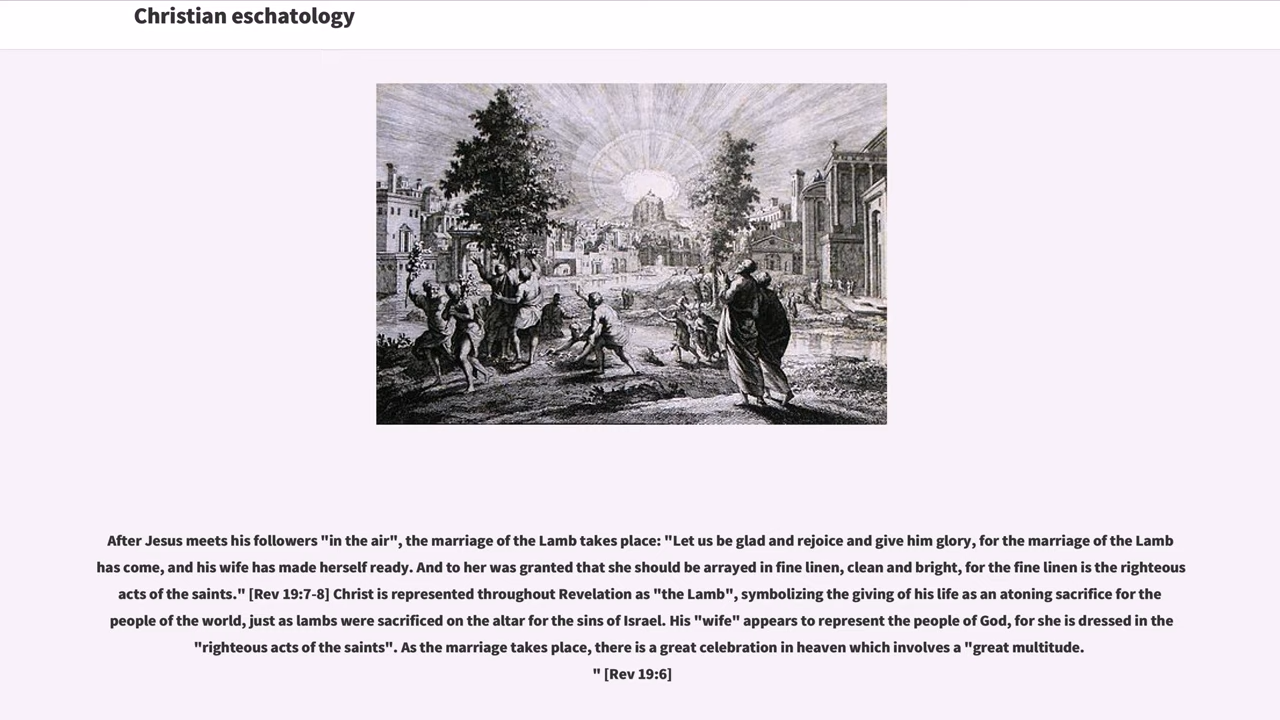 Christian eschatology
After Jesus meets his followers "in the air", the marriage of the Lamb takes place: "Let us be glad and rejoice and give him glory, for the marriage of the Lamb
has come, and his wife has made herself ready. And to her was granted that she should be arrayed in fine linen, clean and bright, for the fine linen is the righteous
acts of the saints." [Rev 19:7-8] Christ is represented throughout Revelation as "the Lamb", symbolizing the giving of his life as an atoning sacrifice for the
people of the world, just as lambs were sacrificed on the altar for the sins of Israel. His "wife" appears to represent the people of God, for she is dressed in the
"righteous acts of the saints". As the marriage takes place, there is a great celebration in heaven which involves a "great multitude.
" [Rev 19:6]